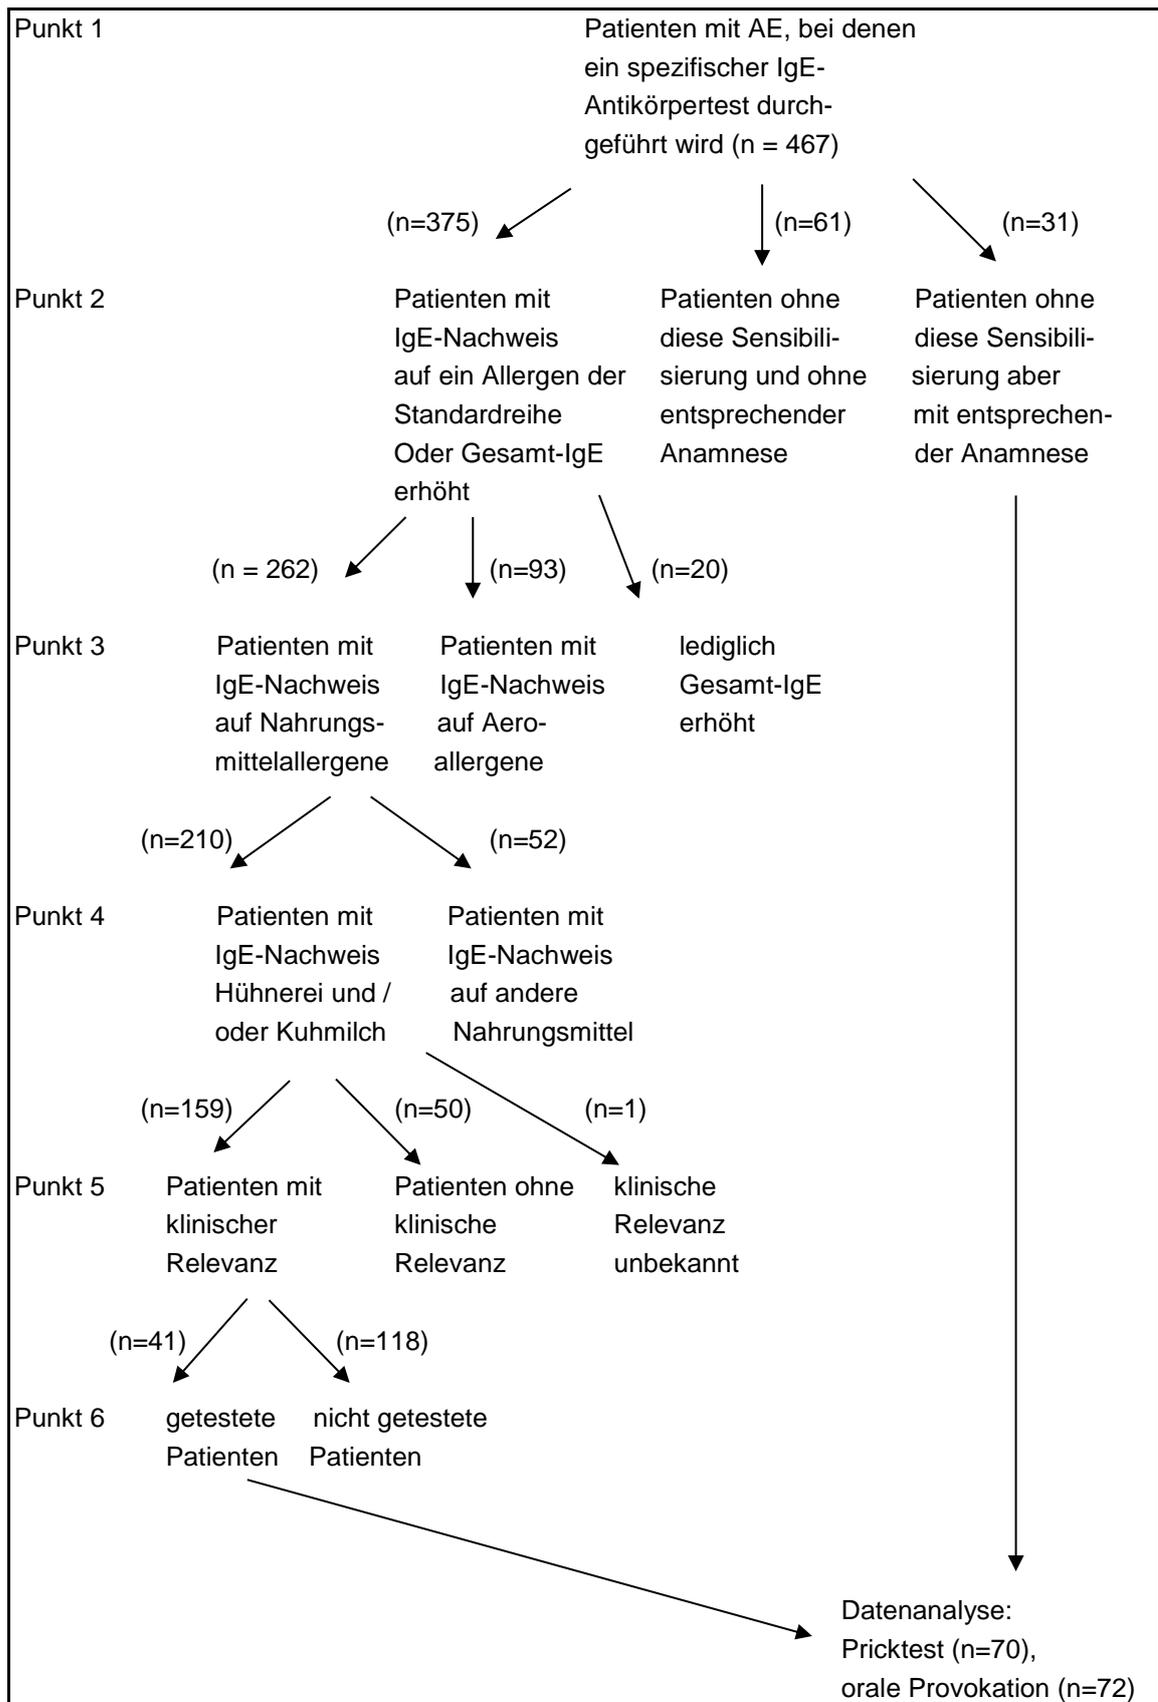 Punkt 1
Patienten mit AE, bei denen
ein spezifischer IgE-
Antikörpertest durch-
geführt wird (n = 467)
(n=375)
(n=61)
(n=31)
Punkt 2
Patienten mit
IgE-Nachweis
auf ein Allergen der
Standardreihe
Oder Gesamt-IgE
erhöht
Patienten ohne
diese Sensibili-
sierung und ohne
entsprechender
Anamnese
Patienten ohne
diese Sensibili-
sierung aber
mit entsprechen-
der Anamnese
(n = 262)
(n=93)
(n=20)
Punkt 3
Patienten mit
IgE-Nachweis
auf Nahrungs-
mittelallergene
Patienten mit
IgE-Nachweis
auf Aero-
allergene
lediglich
Gesamt-IgE
erhöht
(n=210)
(n=52)
Punkt 4
Patienten mit
IgE-Nachweis
Hühnerei und /
oder Kuhmilch
Patienten mit
IgE-Nachweis
auf andere
Nahrungsmittel
(n=159)
(n=50)
(n=1)
Punkt 5
Patienten mit
klinischer
Relevanz
Patienten ohne
klinische
Relevanz
klinische
Relevanz
unbekannt
(n=41)
(n=118)
Punkt 6
getestete
Patienten
nicht getestete
Patienten
Datenanalyse:
Pricktest (n=70),
orale Provokation (n=72)